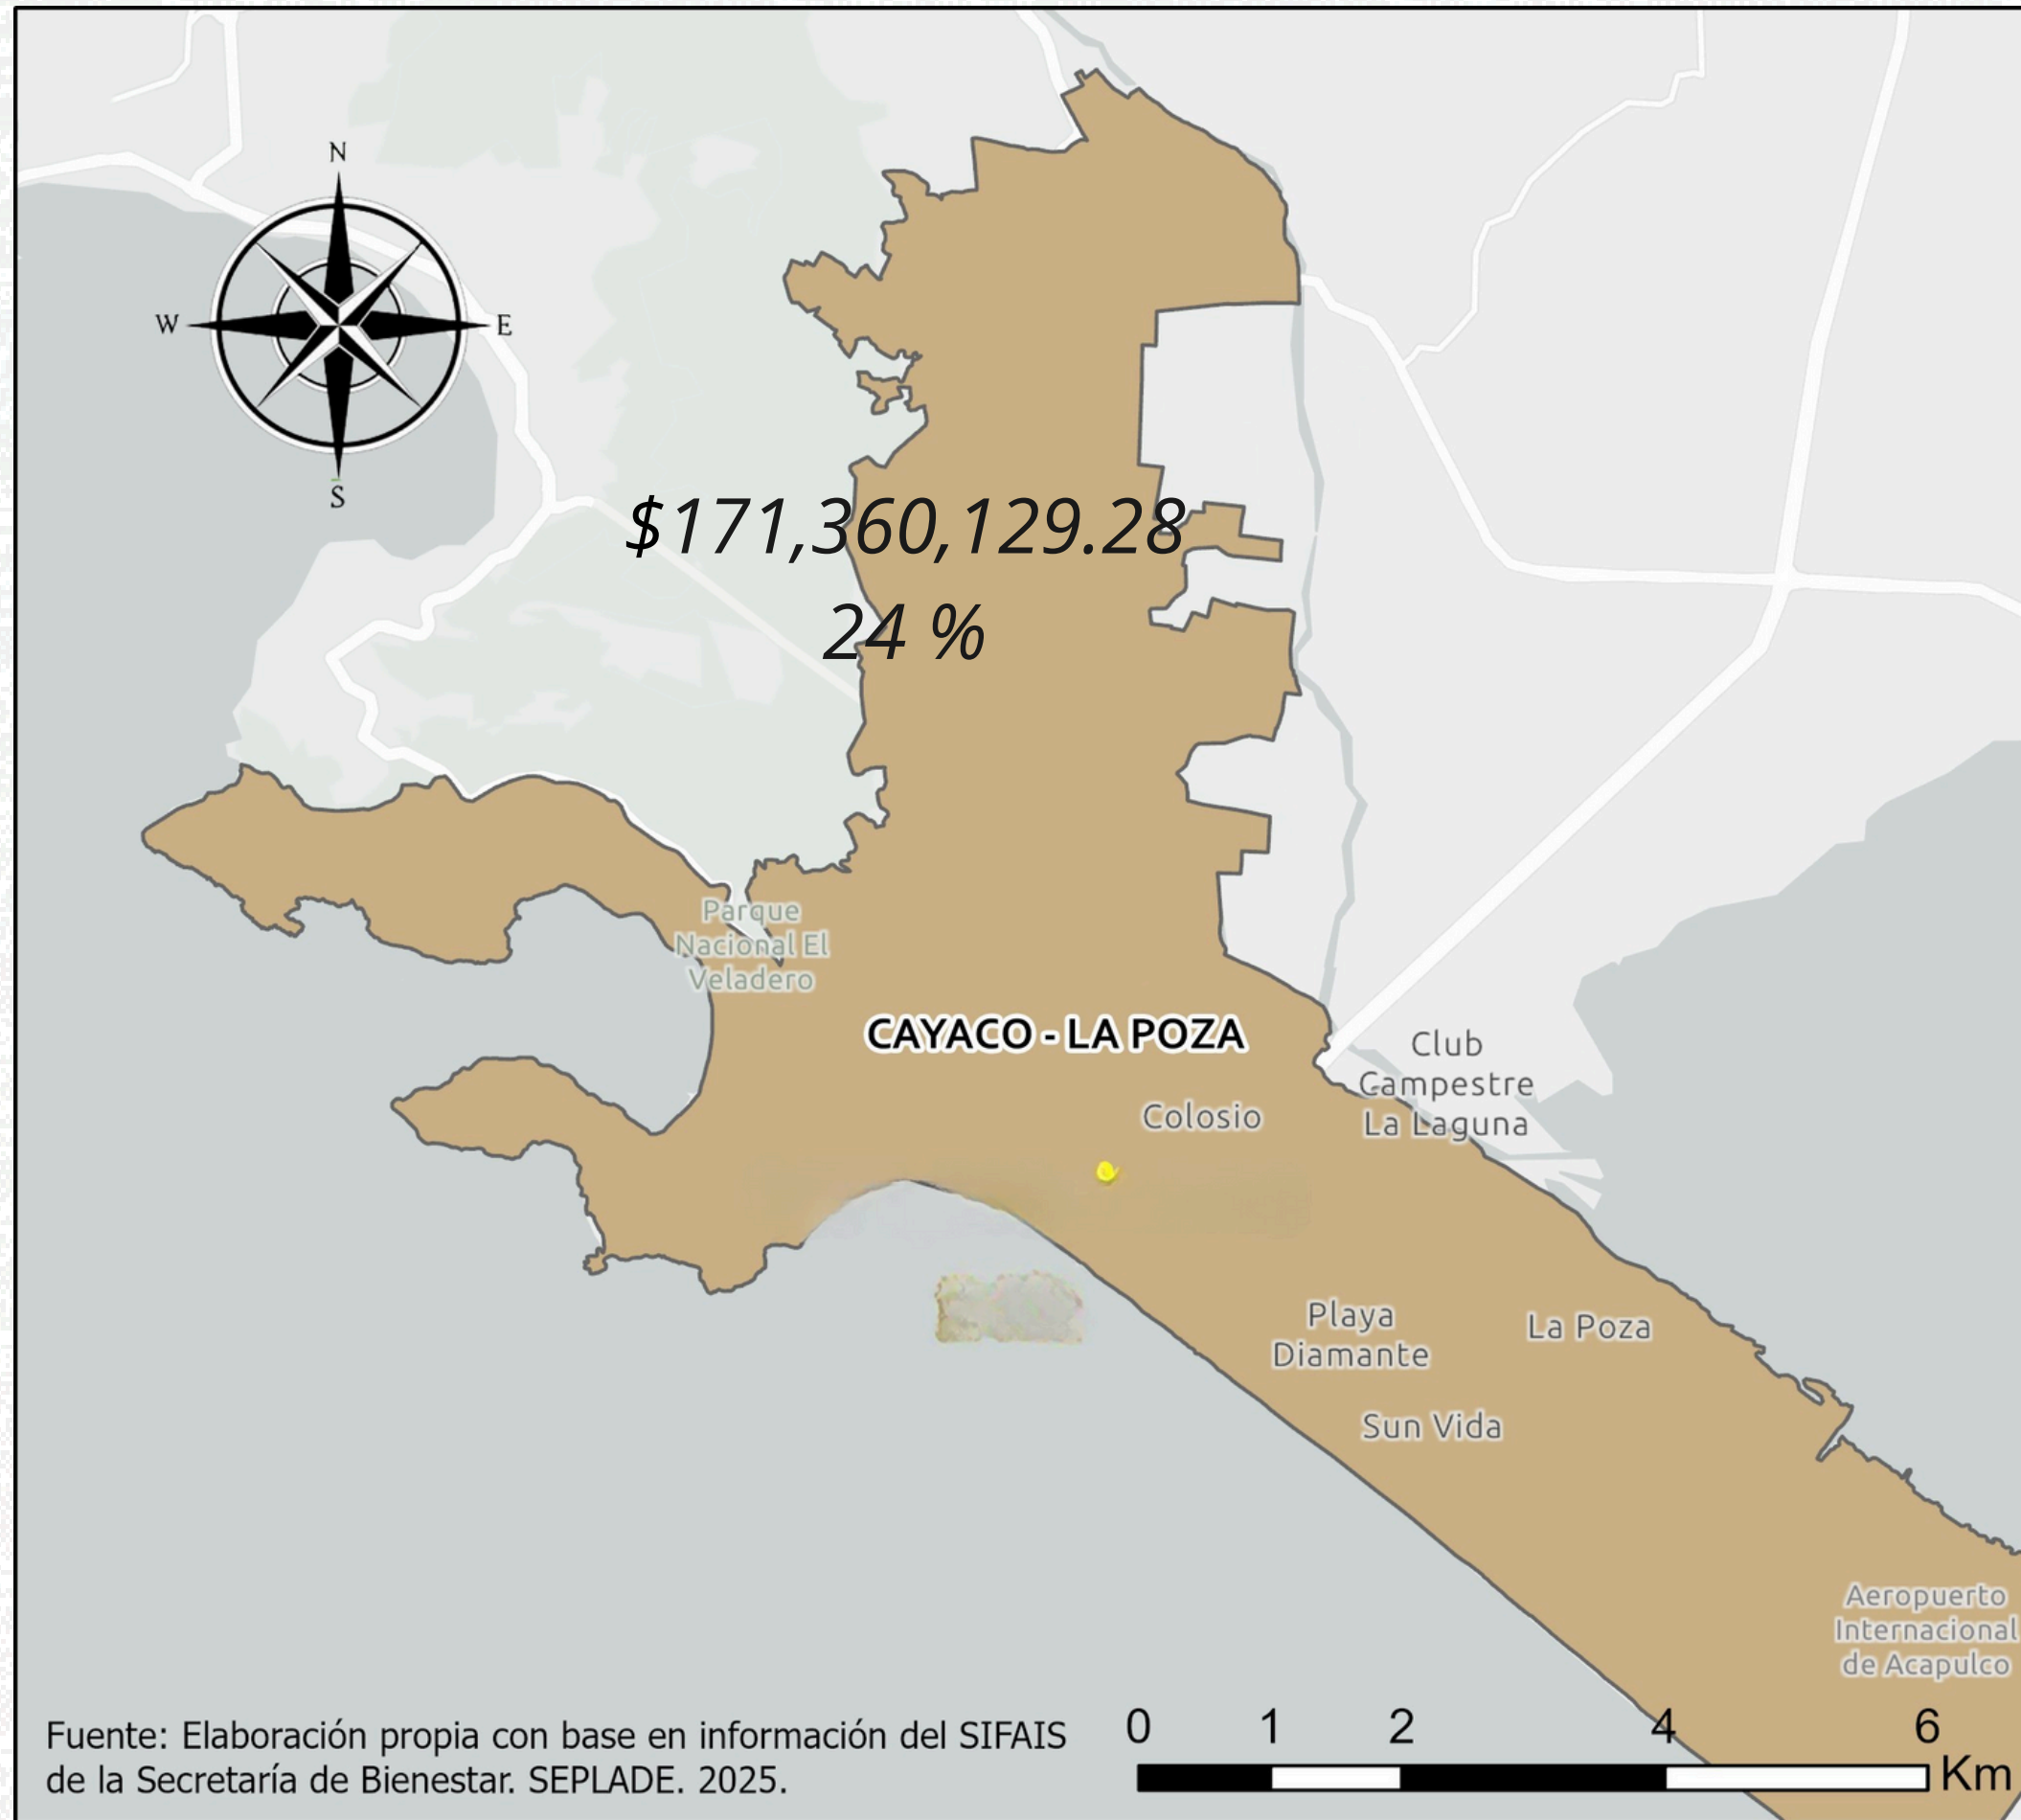 N
W
E
S
$171,360,129.28
24 %
Parque
Nacional El
Veladero
CAYACO - LA POZA
Club
Campestre
La Laguna
Colosio
Playa
Diamante
La Poza
Sun Vida
Aeropuerto
Internacional
de Acapulco
Fuente: Elaboración propia con base en información del SIFAIS
de la Secretaría de Bienestar. SEPLADE. 2025.
0 1 2 4 6
Km